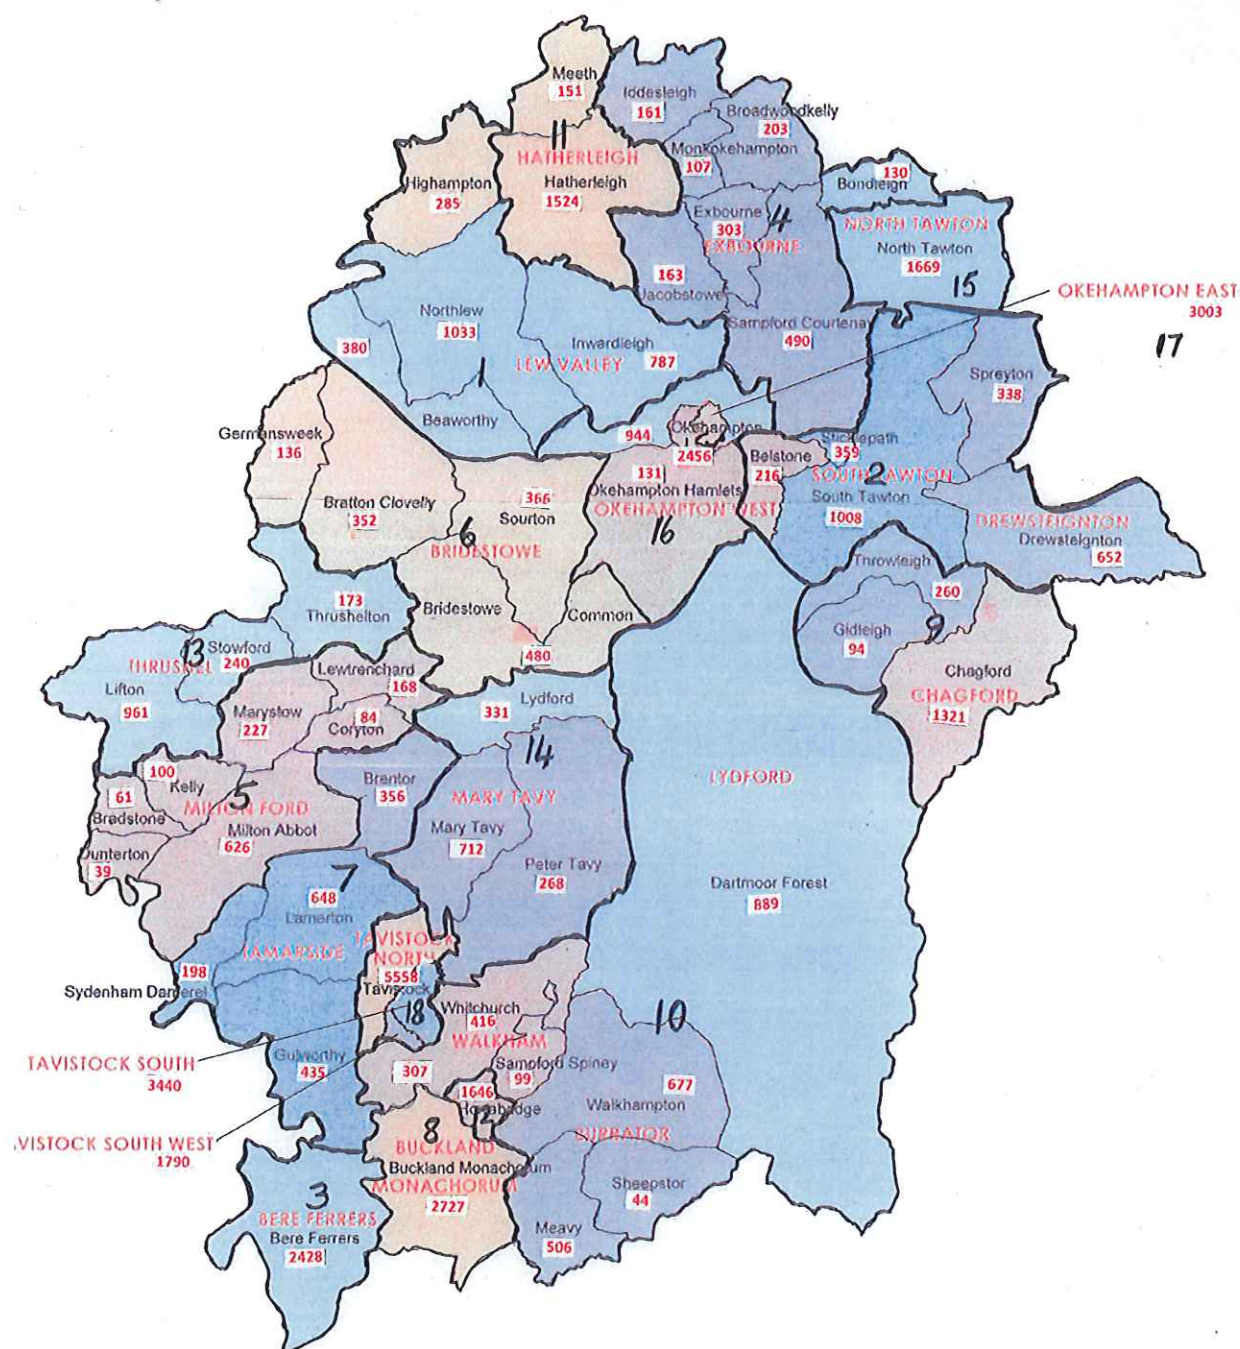 Meeth
151
Iddesleigh
161
Broadwoodkelly
203
11
HATHERLEIGH
Monkokehampton
107
130
Bondleigh
Highampton
285
Hatherleigh
1524
Exbourne
303
4
EXBOURNE
NORTH TAWTON
North Tawton
1669
15
163
Jacobstowe
OKEHAMPTON EAST
3003
17
Northlew
1033
Sampford Courtenay
490
380
Inwardleigh
787
1
LEW VALLEY
Spreyton
338
Beaworthy
944
Okehampton
2456
Germansweek
136
Sticklepath
359
Belstone
216
131
SOUTH TAWTON
2
South Tawton
1008
Okehampton Hamlets
OKEHAMPTON WEST
16
Bratton Clovelly
352
366
Sourton
6
BRIDESTOWE
DREWSTEIGNTON
Drewsteignton
652
Throwleigh
260
173
Thrushelton
Bridestowe
Common
480
9
Gidleigh
94
Chagford
CHAGFORD
1321
13
THRUSHEL
Stowford
240
Lifton
961
Lewtrenchard
168
Marystow
227
84
Coryton
331
Lydford
14
100
Kelly
61
Bradstone
5
MILTON FORD
Milton Abbot
626
Brentor
356
MARY TAVY
Mary Tavy
712
LYDFORD
Dunterton
39
Peter Tavy
268
Dartmoor Forest
889
7
648
Lamerton
TAMARSIDE
TAVISTOCK
NORTH
5558
Tavistock
198
Sydenham Damerel
18
Whitchurch
416
WALKHAM
10
TAVISTOCK SOUTH
3440
Gulworthy
435
307
Sampford Spiney
99
677
Walkhampton
BURRATOR
1646
Horrabridge
12
VISTOCK SOUTH WEST
1790
8
BUCKLAND
Buckland Monachorum
MONACHORUM
2727
3
BERE FERRERS
Bere Ferrers
2428
Sheepstor
44
Meavy
506